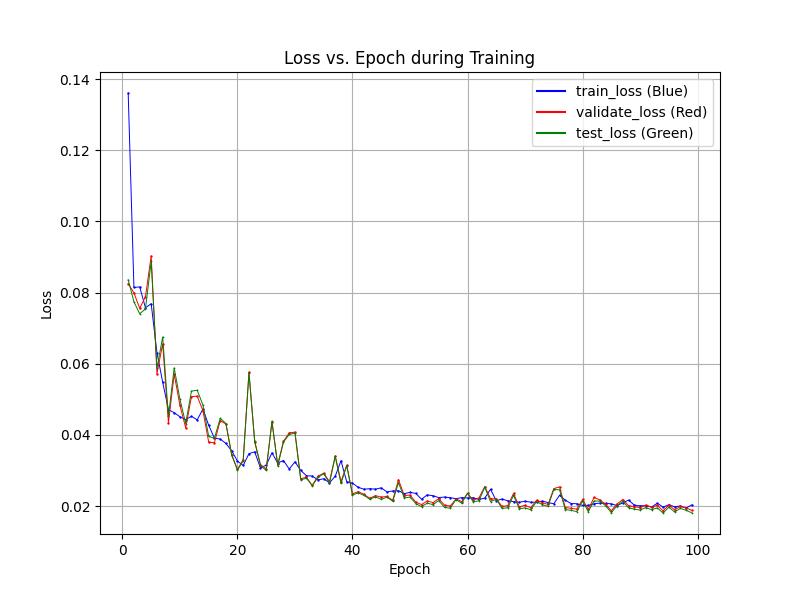 Loss vs. Epoch during Training
0.14
0.12
0.10
0.08
0.06
0.04
0.02
Loss
train_loss (Blue)
validate_loss (Red)
test_loss (Green)
0 20 40 60 80 100
Epoch